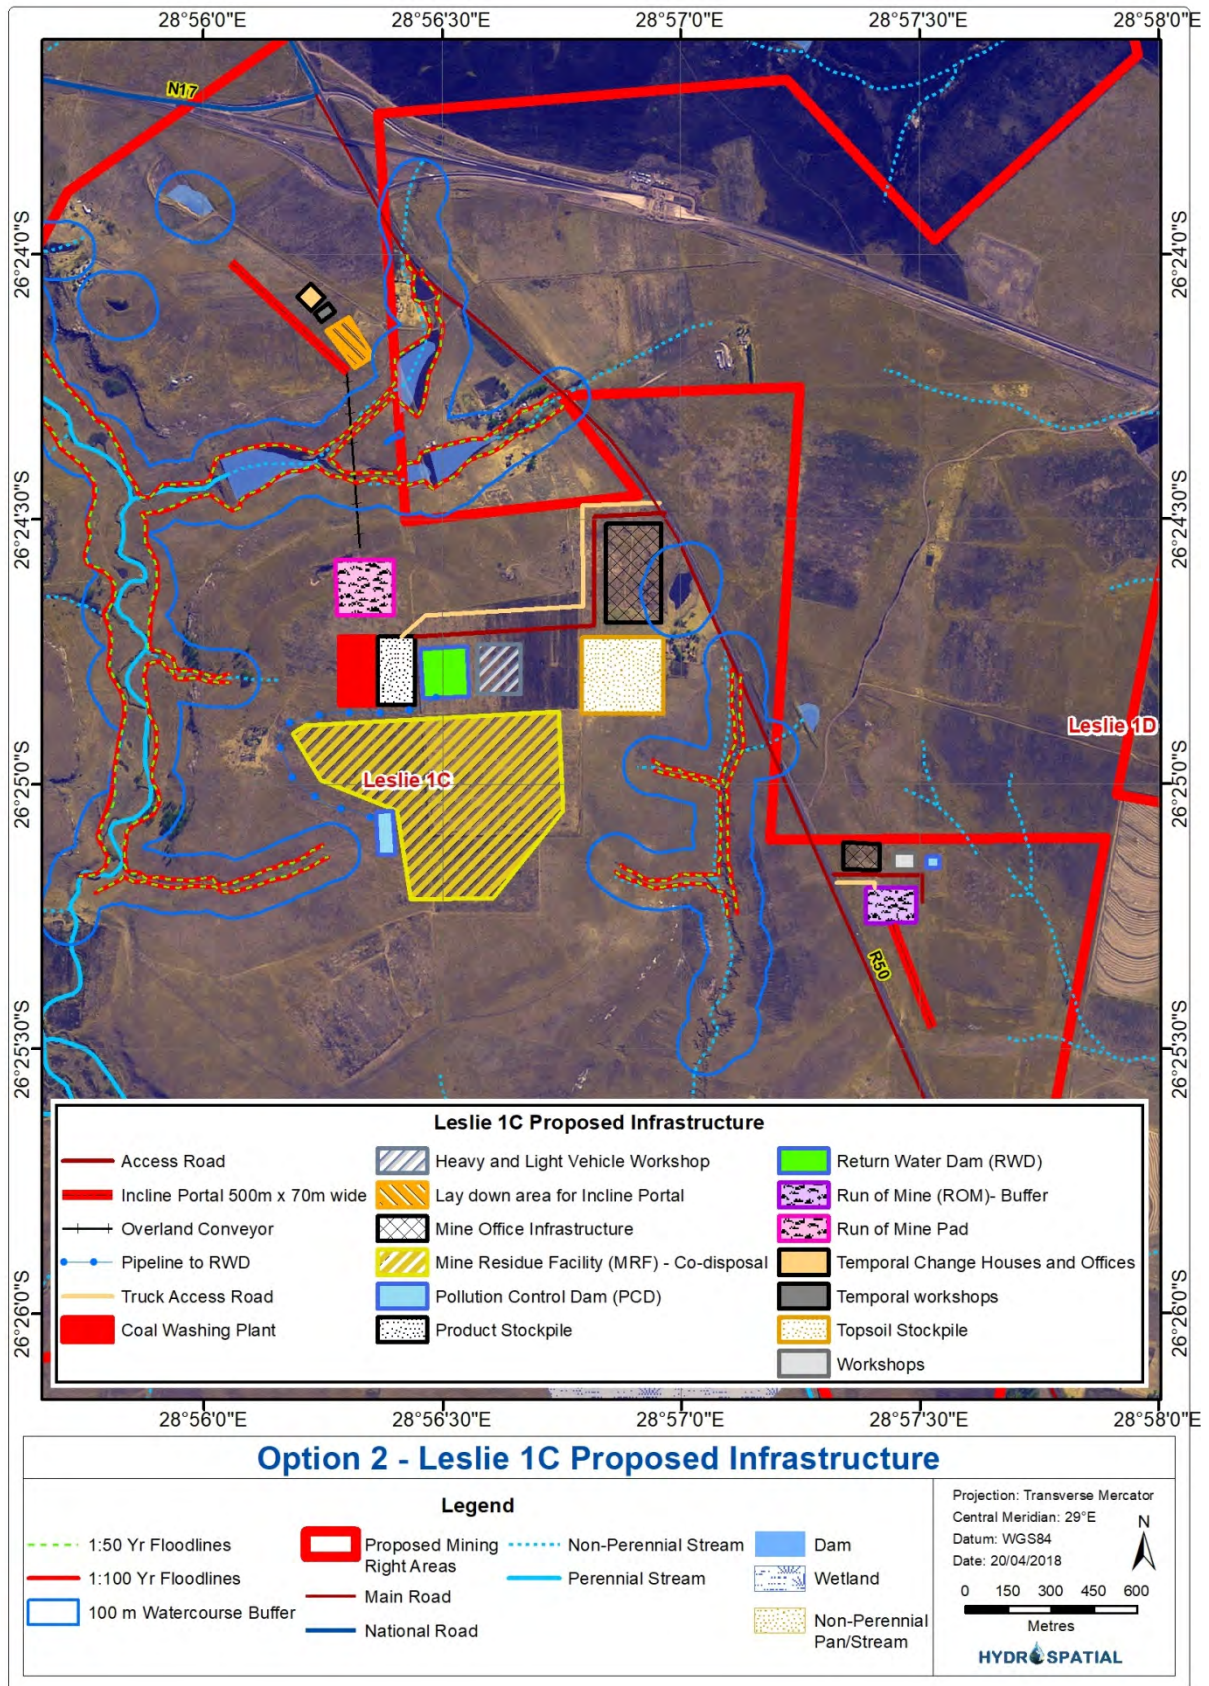 28°56'0"E 28°56'30"E 28°57'0"E 28°57'30"E 28°58'0"E
N17
26°24'0"S 26°24'0"S
26°24'30"S 26°24'30"S
Leslie 1D
Leslie 1C
26°25'0"S 26°25'0"S
R50
26°25'30"S 26°25'30"S
Leslie 1C Proposed Infrastructure
Access Road Heavy and Light Vehicle Workshop Return Water Dam (RWD)
Incline Portal 500m x 70m wide Lay down area for Incline Portal Run of Mine (ROM)- Buffer
Overland Conveyor Mine Office Infrastructure Run of Mine Pad
Pipeline to RWD Mine Residue Facility (MRF) - Co-disposal Temporal Change Houses and Offices
Truck Access Road Pollution Control Dam (PCD) Temporal workshops
Coal Washing Plant Product Stockpile Topsoil Stockpile
Workshops
26°26'0"S 26°26'0"S
28°56'0"E 28°56'30"E 28°57'0"E 28°57'30"E 28°58'0"E
Option 2 - Leslie 1C Proposed Infrastructure
Legend
1:50 Yr Floodlines
1:100 Yr Floodlines
100 m Watercourse Buffer
Proposed Mining
Right Areas
Main Road
National Road
Non-Perennial Stream
Perennial Stream
Dam
Wetland
Non-Perennial
Pan/Stream
Projection: Transverse Mercator
Central Meridian: 29°E
Datum: WGS84
Date: 20/04/2018
N
0 150 300 450 600
Metres
HYDROSPATIAL